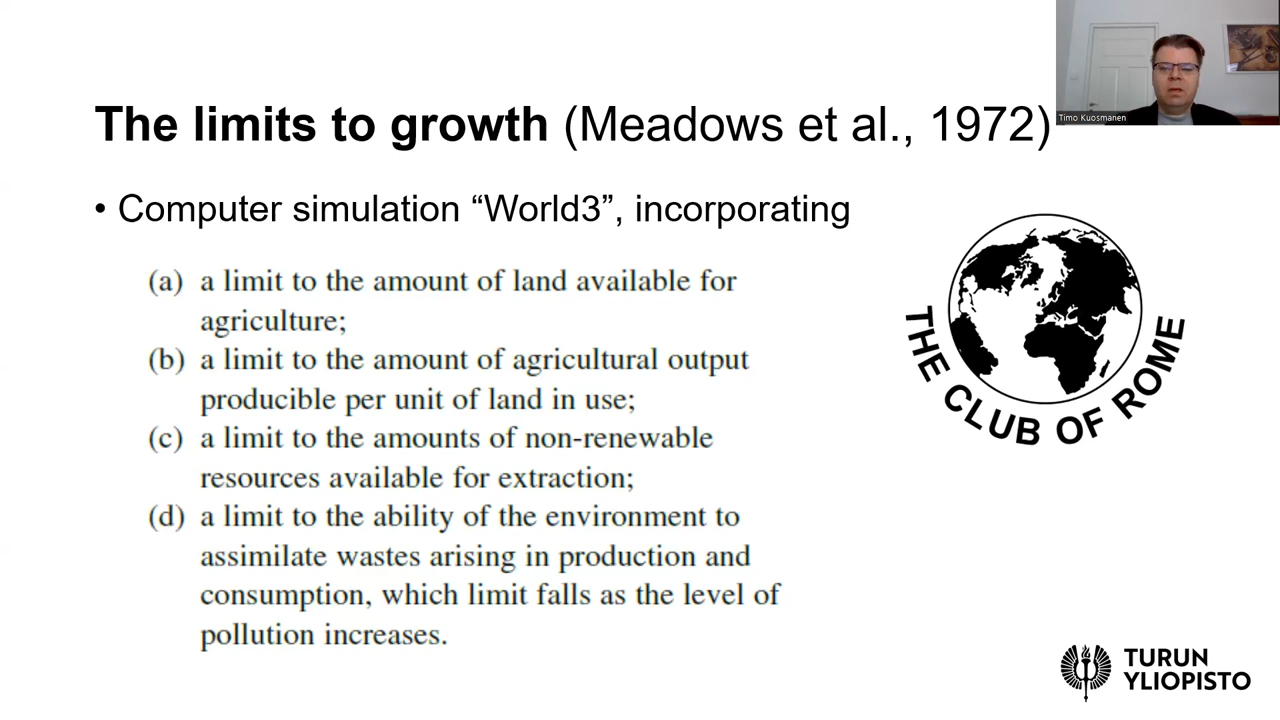 Timo Kuosmanen
The limits to growth (Meadows et al., 1972)
• Computer simulation “World3”, incorporating
(a) a limit to the amount of land available for
agriculture;
(b) a limit to the amount of agricultural output
producible per unit of land in use;
(c) a limit to the amounts of non-renewable
resources available for extraction;
(d) a limit to the ability of the environment to
assimilate wastes arising in production and
consumption, which limit falls as the level of
pollution increases.
THE CLUB OF ROME
TURUN
YLIOPISTO